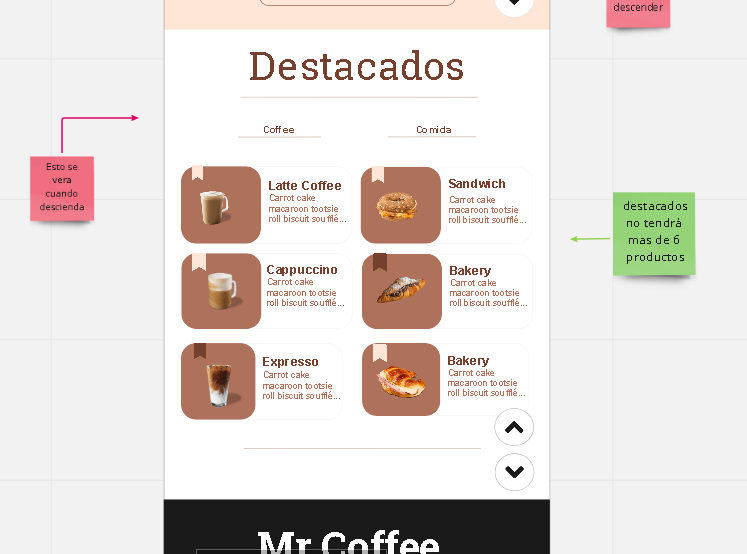 descender
Destacados
Coffee
Comida
Esto se
vera
cuando
descienda
Latte Coffee
Carrot cake
macaroon tootsie
roll biscuit soufflé...
Sandwich
Carrot cake
macaroon tootsie
roll biscuit soufflé...
destacados
no tendrá
mas de 6
productos
Cappuccino
Carrot cake
macaroon tootsie
roll biscuit soufflé...
Bakery
Carrot cake
macaroon tootsie
roll biscuit soufflé...
Expresso
Carrot cake
macaroon tootsie
roll biscuit soufflé...
Bakery
Carrot cake
macaroon tootsie
roll biscuit soufflé...
Mr Coffee